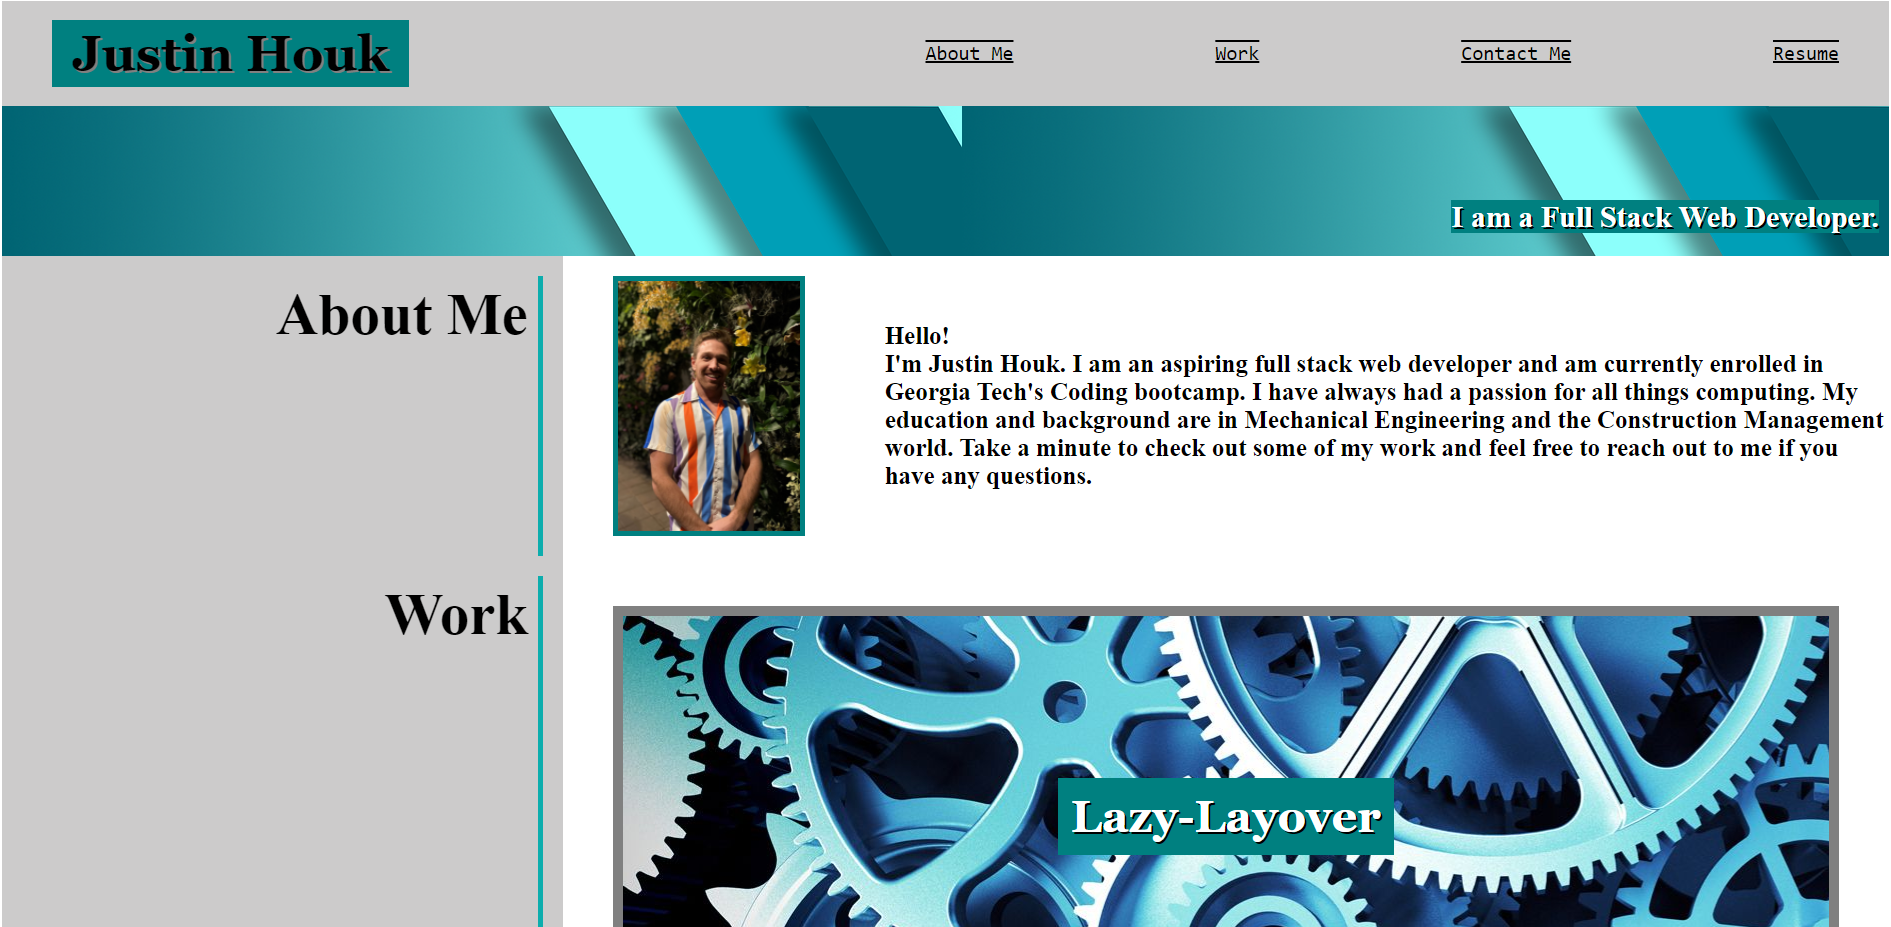 Justin Houk
About Me
Work
Contact Me
Resume
I am a Full Stack Web Developer.
About Me
Hello!
I'm Justin Houk. I am an aspiring full stack web developer and am currently enrolled in
Georgia Tech's Coding bootcamp. I have always had a passion for all things computing. My
education and background are in Mechanical Engineering and the Construction Management
world. Take a minute to check out some of my work and feel free to reach out to me if you
have any questions.
Work
Lazy-Layover